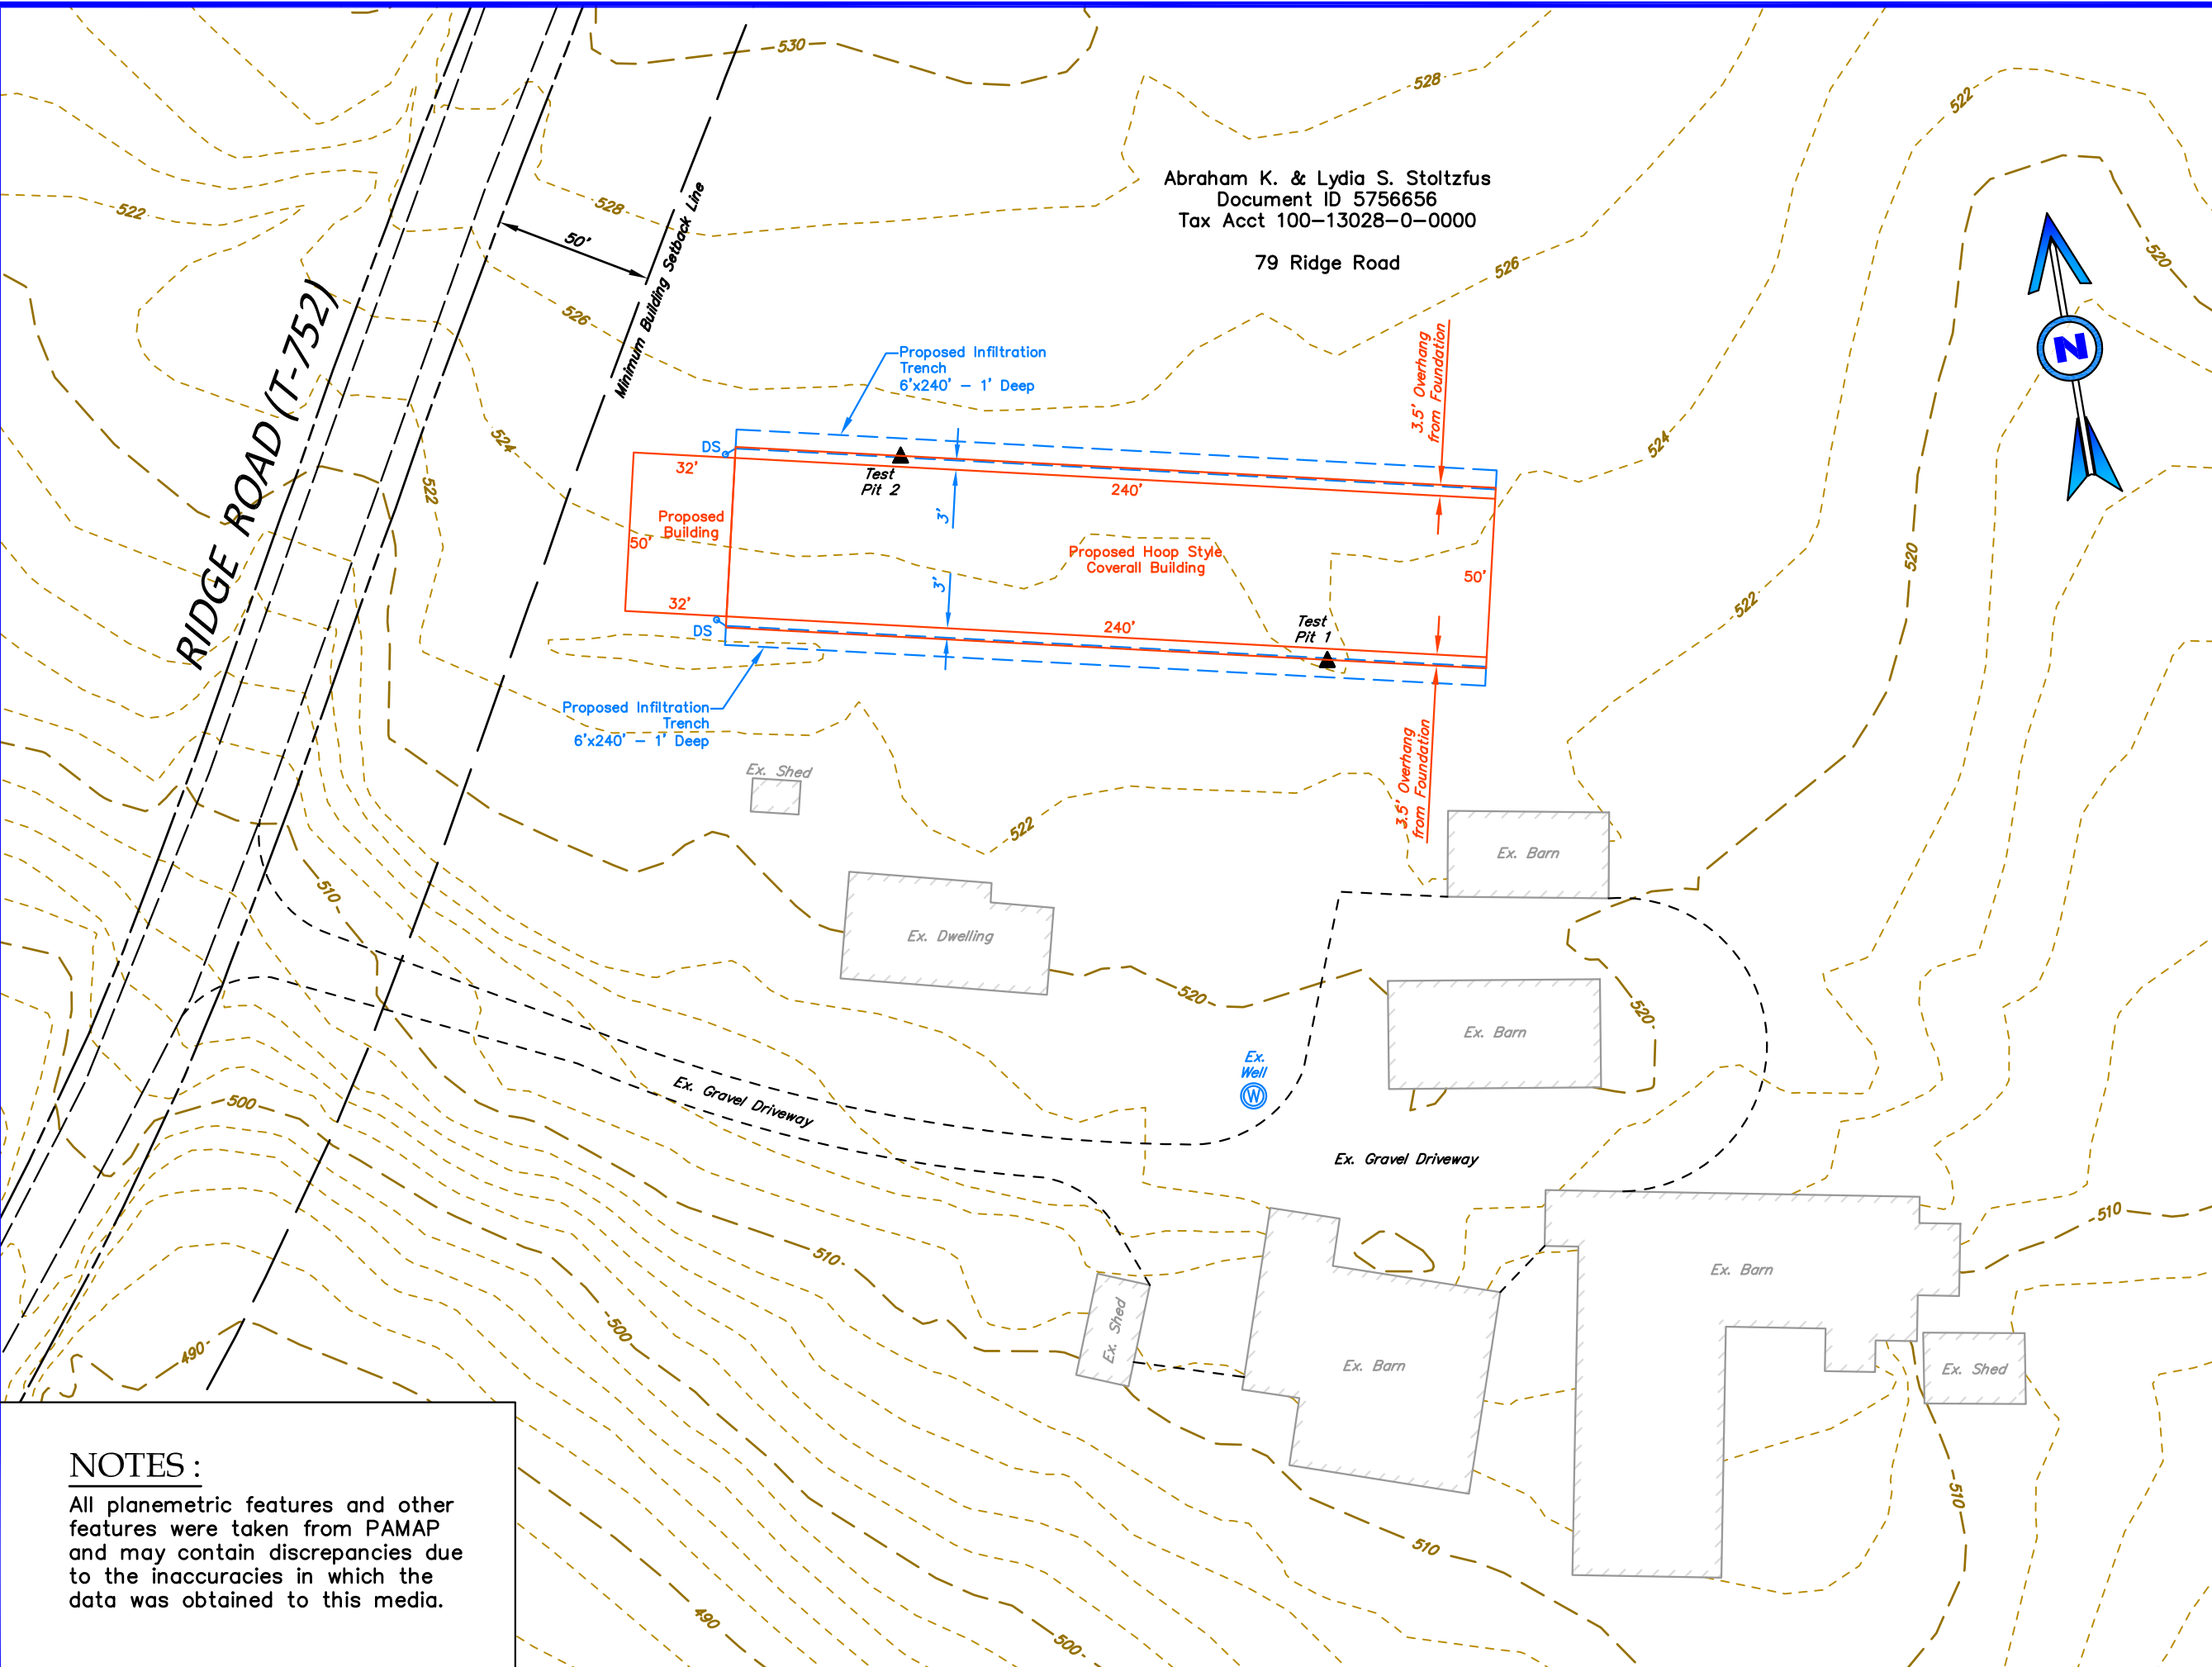 530
528
522
522
Abraham K. & Lydia S. Stoltzfus
Document ID 5756656
Tax Acct 100-13028-0-0000
79 Ridge Road
528
50'
Minimum Building Setback Line
526
526
520
N
RIDGE ROAD (T-752)
524
522
Proposed Infiltration
Trench
6'x240' - 1' Deep
3.5' Overhang
from Foundation
524
DS
32'
Test
Pit 2
240'
3'
Proposed
Building
50'
Proposed Hoop Style
Coverall Building
50'
520
3'
32'
DS
240'
Test
Pit 1
522
Proposed Infiltration
Trench
6'x240' - 1' Deep
3.5' Overhang
from Foundation
Ex. Shed
522
Ex. Barn
510
Ex. Dwelling
520
520
Ex. Barn
Ex.
Well
W
500
Ex. Gravel Driveway
Ex. Gravel Driveway
510
510
Ex. Barn
500
490
Ex. Shed
Ex. Barn
Ex. Shed
510
510
490
500
NOTES :
All planemetric features and other
features were taken from PAMAP
and may contain discrepancies due
to the inaccuracies in which the
data was obtained to this media.